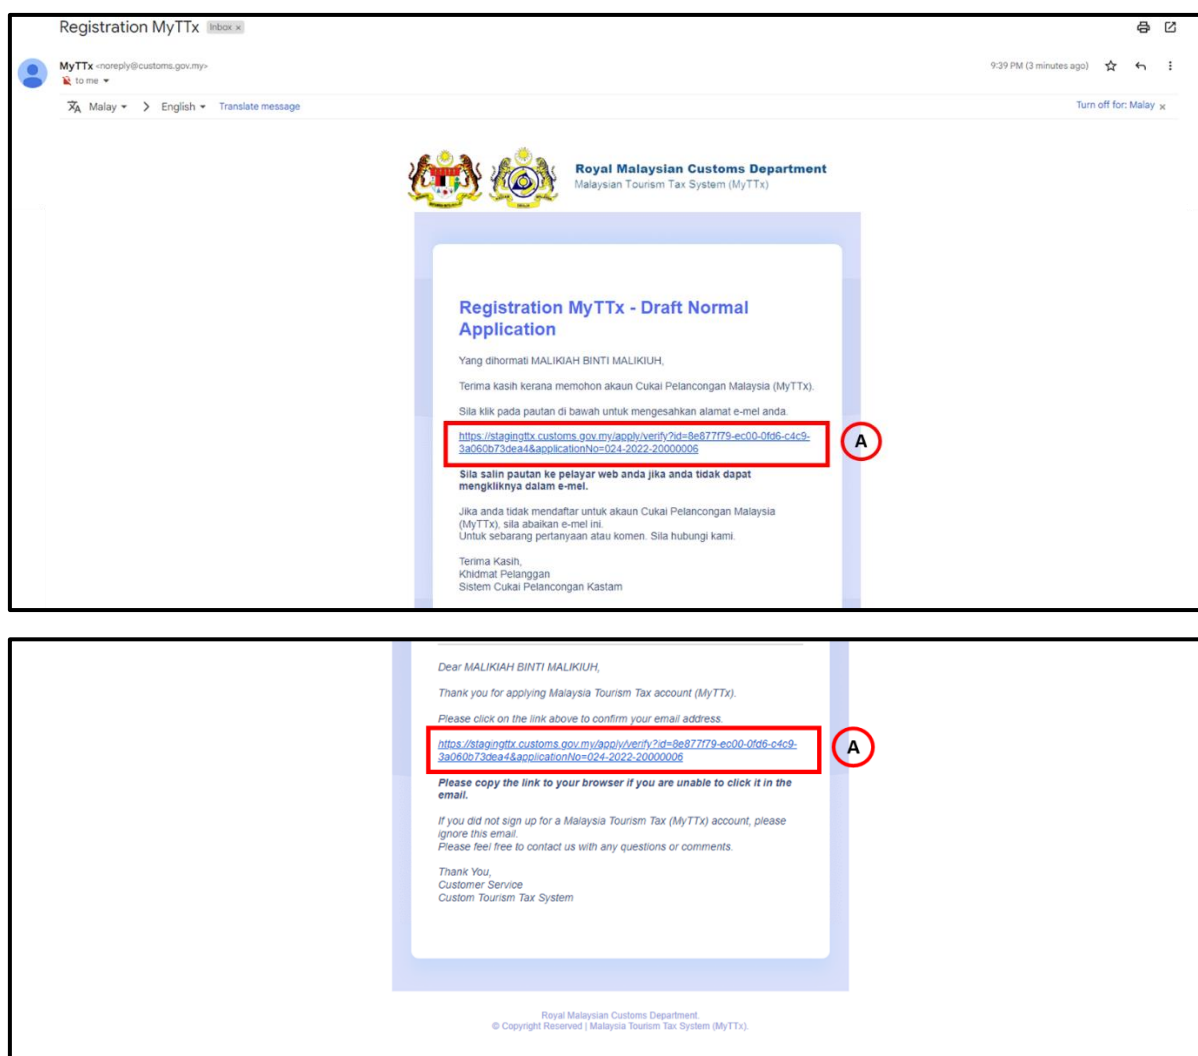 Registration MyTTx Inbox x
MyTTx <noreply@customs.gov.my>
9:39 PM (3 minutes ago)
to me
Malay > English Translate message
Turn off for: Malay x
Royal Malaysian Customs Department
Malaysian Tourism Tax System (MyTTx)
Registration MyTTx - Draft Normal
Application
Yang dihormati MALIKIAH BINTI MALIKIUH,
Terima kasih kerana memohon akaun Cukai Pelancongan Malaysia (MyTTx).
Sila klik pada pautan di bawah untuk mengesahkan alamat e-mel anda.
https://stagingttx.customs.gov.my/apply/verify?id=8e877f79-ec00-0fd6-c4c9-
3a060b73dea4&applicationNo=024-2022-20000006
A
Sila salin pautan ke pelayar web anda jika anda tidak dapat
mengkliknya dalam e-mel.
Jika anda tidak mendaftar untuk akaun Cukai Pelancongan Malaysia
(MyTTx), sila abaikan e-mel ini.
Untuk sebarang pertanyaan atau komen. Sila hubungi kami.
Terima Kasih,
Khidmat Pelanggan
Sistem Cukai Pelancongan Kastam
Dear MALIKIAH BINTI MALIKIUH,
Thank you for applying Malaysia Tourism Tax account (MyTTx).
Please click on the link above to confirm your email address.
https://stagingttx.customs.gov.my/apply/verify?id=8e877f79-ec00-0fd6-c4c9-
3a060b73dea4&applicationNo=024-2022-20000006
A
Please copy the link to your browser if you are unable to click it in the
email.
If you did not sign up for a Malaysia Tourism Tax (MyTTx) account, please
ignore this email.
Please feel free to contact us with any questions or comments.
Thank You,
Customer Service
Custom Tourism Tax System
Royal Malaysian Customs Department.
© Copyright Reserved | Malaysia Tourism Tax System (MyTTx).